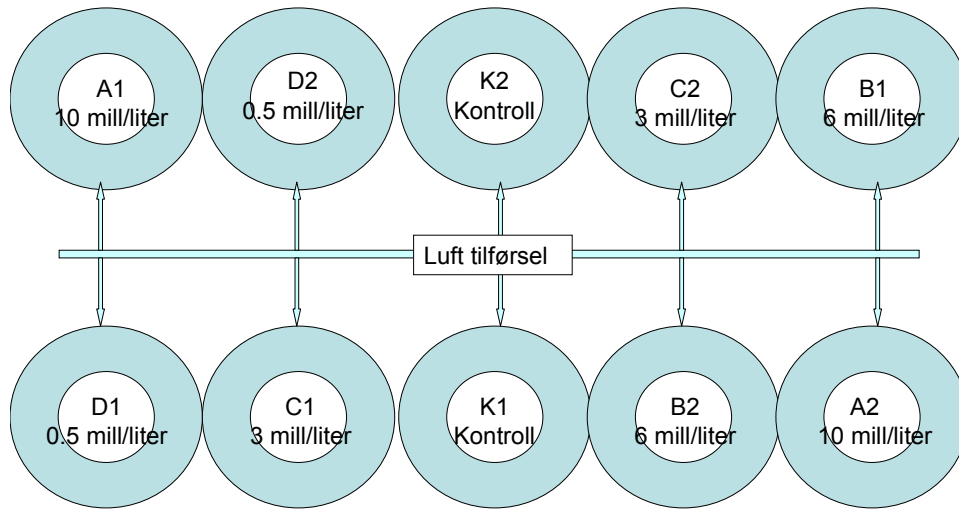 A1
10 mill/liter
D2
0.5 mill/liter
K2
Kontroll
C2
3 mill/liter
B1
6 mill/liter
Luft tilførsel
D1
0.5 mill/liter
C1
3 mill/liter
K1
Kontroll
B2
6 mill/liter
A2
10 mill/liter